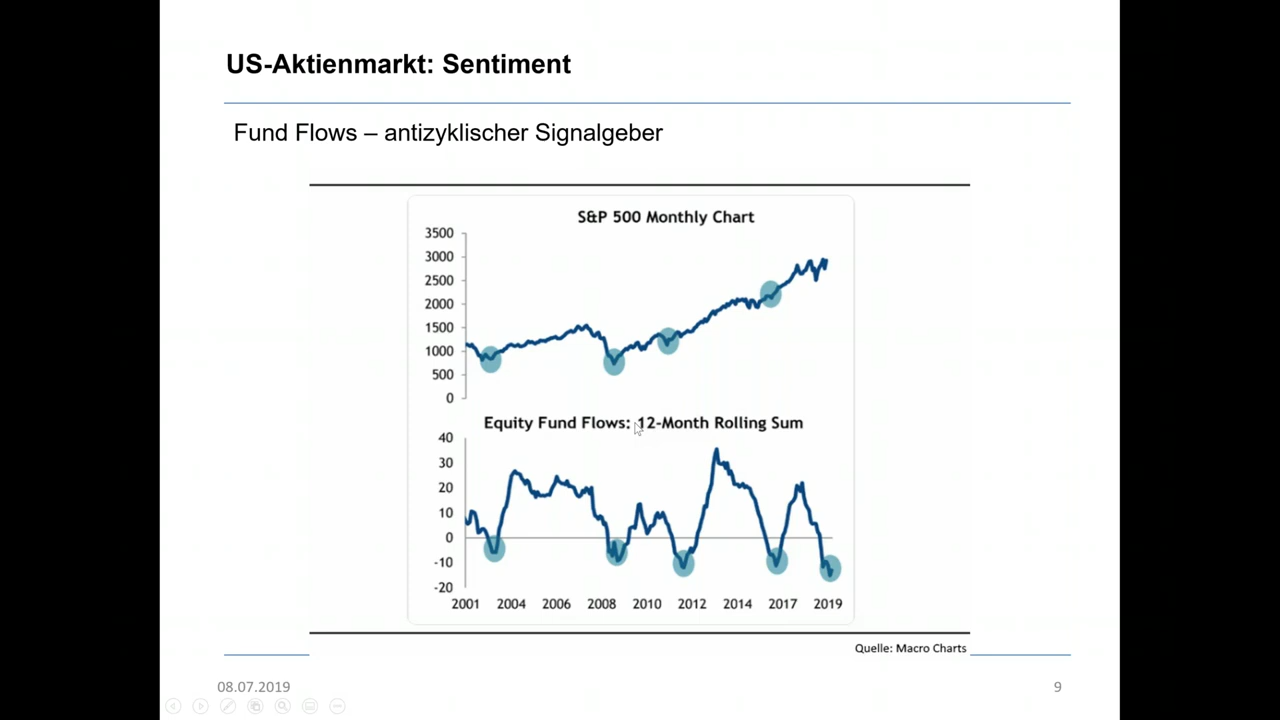 US-Aktienmarkt: Sentiment
Fund Flows – antizyklischer Signalgeber
S&P 500 Monthly Chart
3500
3000
2500
2000
1500
1000
500
0
Equity Fund Flows: 12-Month Rolling Sum
40
30
20
10
0
-10
-20
2001 2004 2006 2008 2010 2012 2014 2017 2019
Quelle: Macro Charts
08.07.2019
9